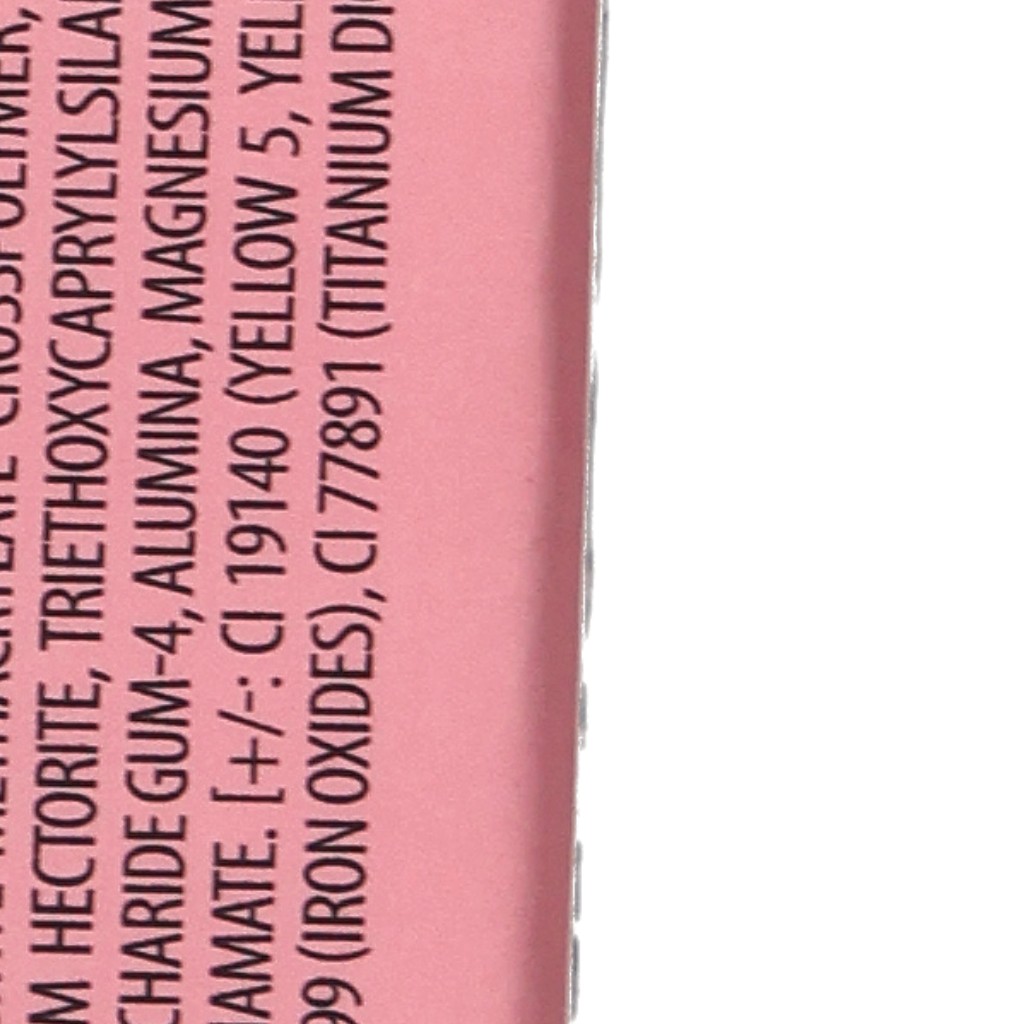 CROSSPOLYMER,
HECTORITE, TRIETHOXYCAPRYLYLSILA
CHARIDE GUM-4, ALUMINA, MAGNESIUM
AMATE. [+/-: CI 19140 (YELLOW 5, YEL
99 (IRON OXIDES), CI 77891 (TITANIUM DI